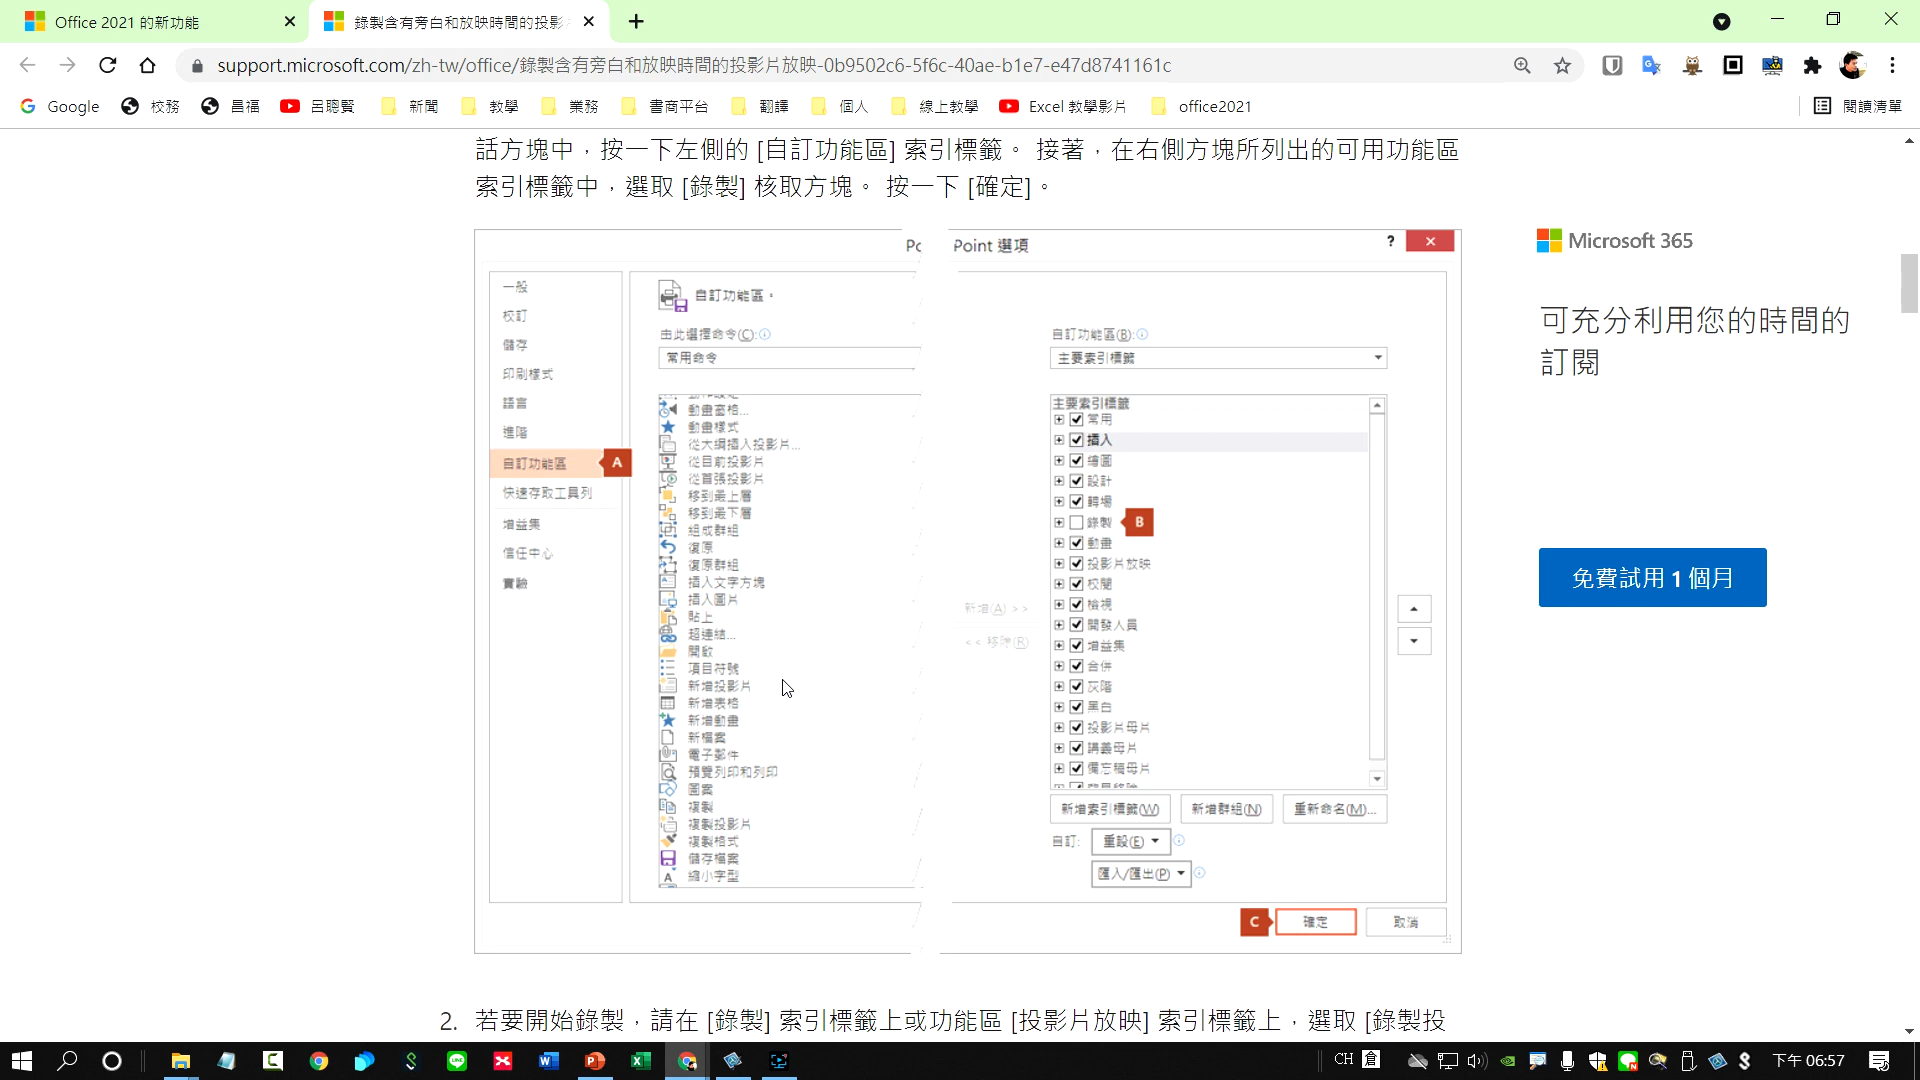 Office 2021 的新功能
錄製含有旁白和放映時間的投影
support.microsoft.com/zh-tw/office/錄製含有旁白和放映時間的投影片放映-0b9502c6-5f6c-40ae-b1e7-e47d8741161c
Google
校務
昌福
呂聰賢
新聞
教學
業務
書商平台
翻譯
個人
線上教學
Excel 教學影片
office2021
閱讀清單
話方塊中，按一下左側的 [自訂功能區] 索引標籤。 接著，在右側方塊所列出的可用功能區
索引標籤中，選取 [錄製] 核取方塊。 按一下 [確定]。
Point 選項
?
一般
校訂
儲存
印刷樣式
語言
進階
自訂功能區
A
快速存取工具列
增益集
信任中心
實驗
自訂功能區。
由此選擇命令(C):
常用命令
動畫窗格...
動畫樣式
從大綱插入投影片...
從目前投影片
從首張投影片
移到最上層
移到最下層
組成群組
復原
復原群組
插入文字方塊
插入圖片
貼上
超連結...
開啟
項目符號
新增投影片
新增表格
新增動畫
新檔案
電子郵件
預覽列印和列印
圖案
複製
複製投影片
複製格式
儲存檔案
縮小字型
新增(A) >>
<< 移除(R)
自訂功能區(B):
主要索引標籤
主要索引標籤
常用
插入
繪圖
設計
轉場
錄製
B
動畫
投影片放映
校閱
檢視
開發人員
增益集
合併
灰階
黑白
投影片母片
講義母片
備忘稿母片
新增索引標籤(W)
新增群組(N)
重新命名(M)...
自訂:
重設(E)
匯入/匯出(P)
C
確定
取消
Microsoft 365
可充分利用您的時間的
訂閱
免費試用 1 個月
2. 若要開始錄製，請在 [錄製] 索引標籤上或功能區 [投影片放映] 索引標籤上，選取 [錄製投
CH
倉
下午 06:57